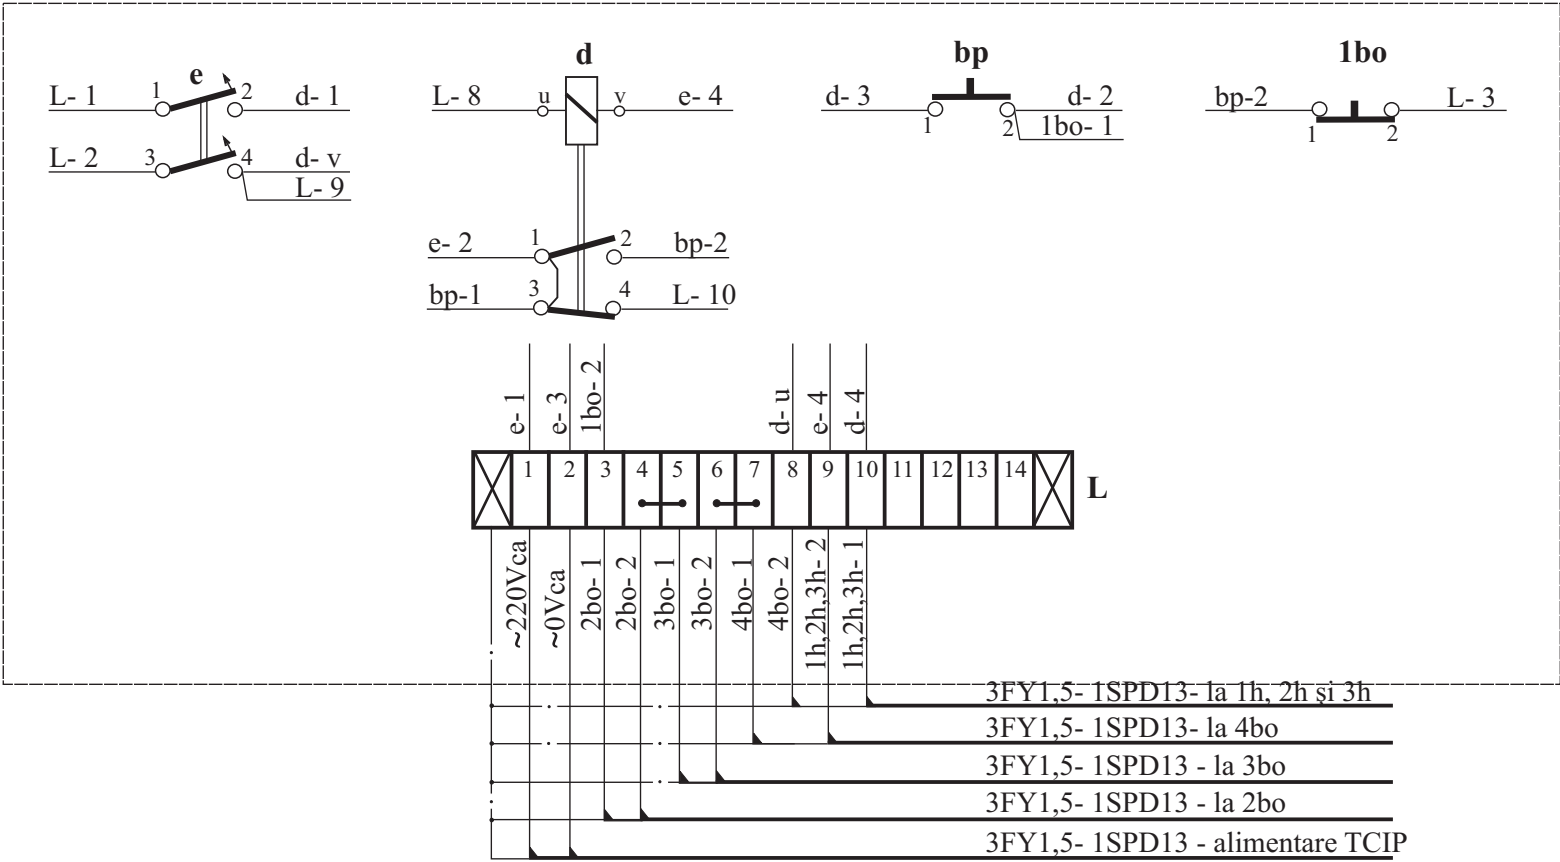 e
d
bp
1bo
L- 1 1 2 d- 1
L- 2 3 4 d- v
L- 9
L- 8 u v e- 4
e- 2 1 2 bp-2
bp-1 3 4 L- 10
d- 3 1 2 d- 2
1bo- 1
bp-2 1 2 L- 3
e- 1
e- 3
1bo- 2
d- u
e- 4
d- 4
1 2 3 4 5 6 7 8 9 10 11 12 13 14
L
~220Vca
~0Vca
2bo- 1
2bo- 2
3bo- 1
3bo- 2
4bo- 1
4bo- 2
1h,2h,3h- 2
1h,2h,3h- 1
3FY1,5- 1SPD13- la 1h, 2h și 3h
3FY1,5- 1SPD13- la 4bo
3FY1,5- 1SPD13 - la 3bo
3FY1,5- 1SPD13 - la 2bo
3FY1,5- 1SPD13 - alimentare TCIP